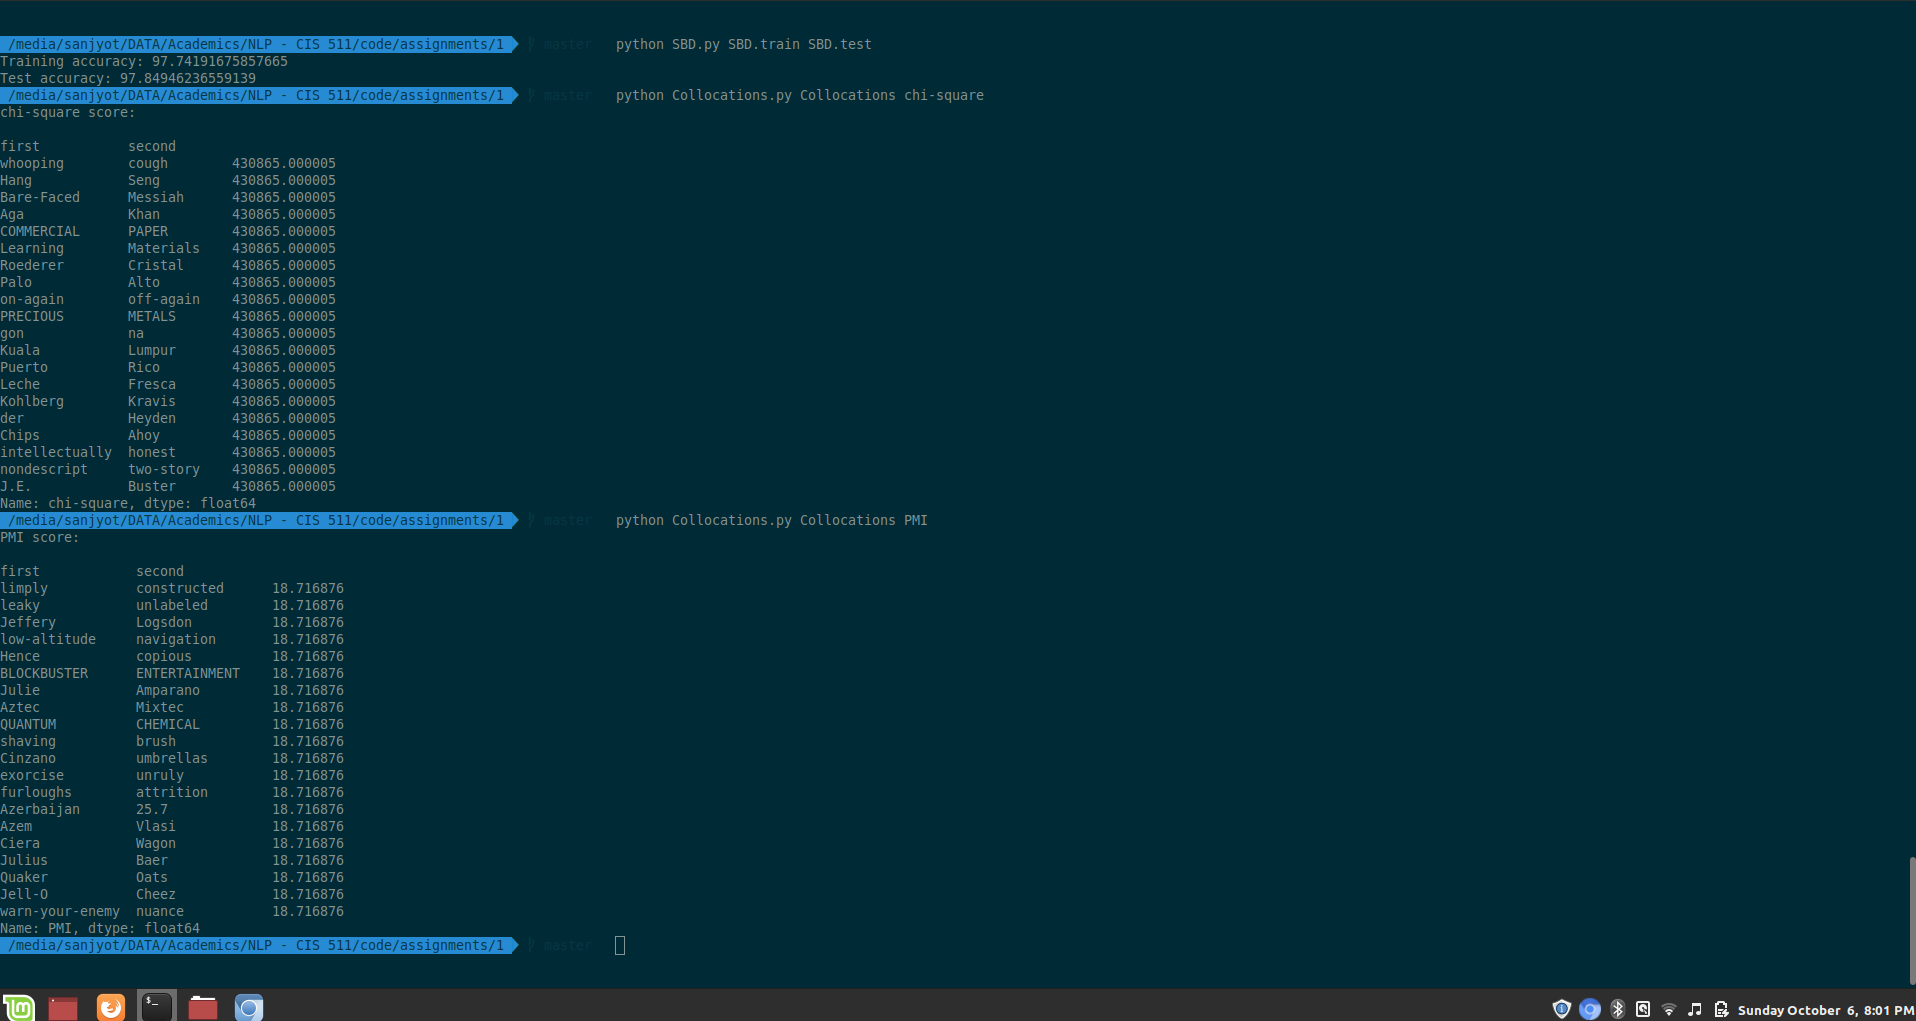 /media/sanjyot/DATA/Academics/NLP - CIS 511/code/assignments/1 master python SBD.py SBD.train SBD.test
Training accuracy: 97.74191675857665
Test accuracy: 97.84946236559139
/media/sanjyot/DATA/Academics/NLP - CIS 511/code/assignments/1 master python Collocations.py Collocations chi-square
chi-square score:
first second
whooping cough 430865.000005
Hang Seng 430865.000005
Bare-Faced Messiah 430865.000005
Aga Khan 430865.000005
COMMERCIAL PAPER 430865.000005
Learning Materials 430865.000005
Roederer Cristal 430865.000005
Palo Alto 430865.000005
on-again off-again 430865.000005
PRECIOUS METALS 430865.000005
gon na 430865.000005
Kuala Lumpur 430865.000005
Puerto Rico 430865.000005
Leche Fresca 430865.000005
Kohlberg Kravis 430865.000005
der Heyden 430865.000005
Chips Ahoy 430865.000005
intellectually honest 430865.000005
nondescript two-story 430865.000005
J.E. Buster 430865.000005
Name: chi-square, dtype: float64
/media/sanjyot/DATA/Academics/NLP - CIS 511/code/assignments/1 master python Collocations.py Collocations PMI
PMI score:
first second
limply constructed 18.716876
leaky unlabeled 18.716876
Jeffery Logsdon 18.716876
low-altitude navigation 18.716876
Hence copious 18.716876
BLOCKBUSTER ENTERTAINMENT 18.716876
Julie Amparano 18.716876
Aztec Mixtec 18.716876
QUANTUM CHEMICAL 18.716876
shaving brush 18.716876
Cinzano umbrellas 18.716876
exorcise unruly 18.716876
furloughs attrition 18.716876
Azerbaijan 25.7 18.716876
Azem Vlasi 18.716876
Ciera Wagon 18.716876
Julius Baer 18.716876
Quaker Oats 18.716876
Jell-O Cheez 18.716876
warn-your-enemy nuance 18.716876
Name: PMI, dtype: float64
/media/sanjyot/DATA/Academics/NLP - CIS 511/code/assignments/1 master
Sunday October 6, 8:01 PM